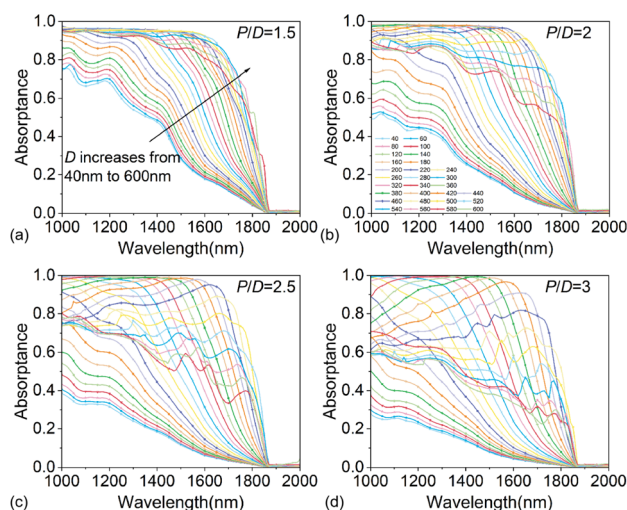 P/D=1.5
1.0
0.8
0.6
0.4
0.2
0.0
Absorptance
D increases from
40nm to 600nm
1000 1200 1400 1600 1800 2000
(a) Wavelength(nm)
P/D=2
1.0
0.8
0.6
0.4
0.2
0.0
Absorptance
40 60
80 100
120 140
160 180
200 220 240
260 280 300
320 340 360
380 400 420 440
460 480 500 520
540 560 580 600
1000 1200 1400 1600 1800 2000
(b) Wavelength(nm)
P/D=2.5
1.0
0.8
0.6
0.4
0.2
0.0
Absorptance
1000 1200 1400 1600 1800 2000
(c) Wavelength(nm)
P/D=3
1.0
0.8
0.6
0.4
0.2
0.0
Absorptance
1000 1200 1400 1600 1800 2000
(d) Wavelength(nm)